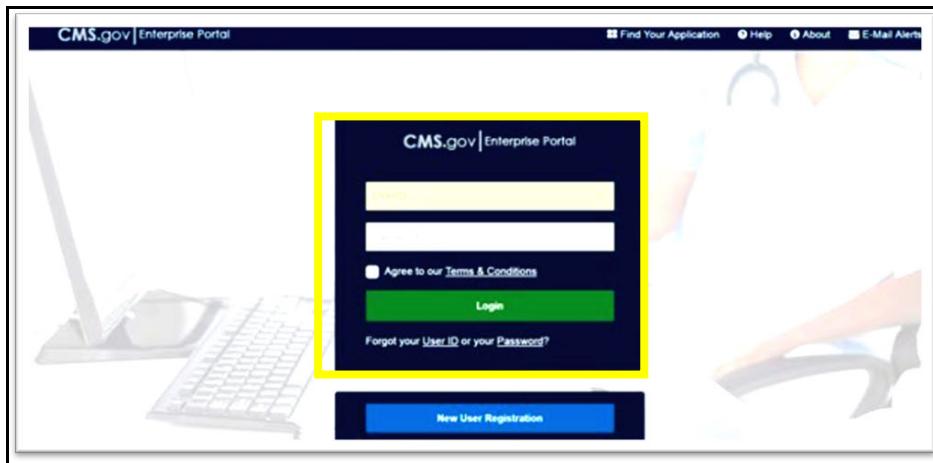 CMS.gov Enterprise Portal Find Your Application Help About E-Mail Alerts
CMS.gov Enterprise Portal
Agree to our Terms & Conditions
Login
Forgot your User ID or your Password?
New User Registration